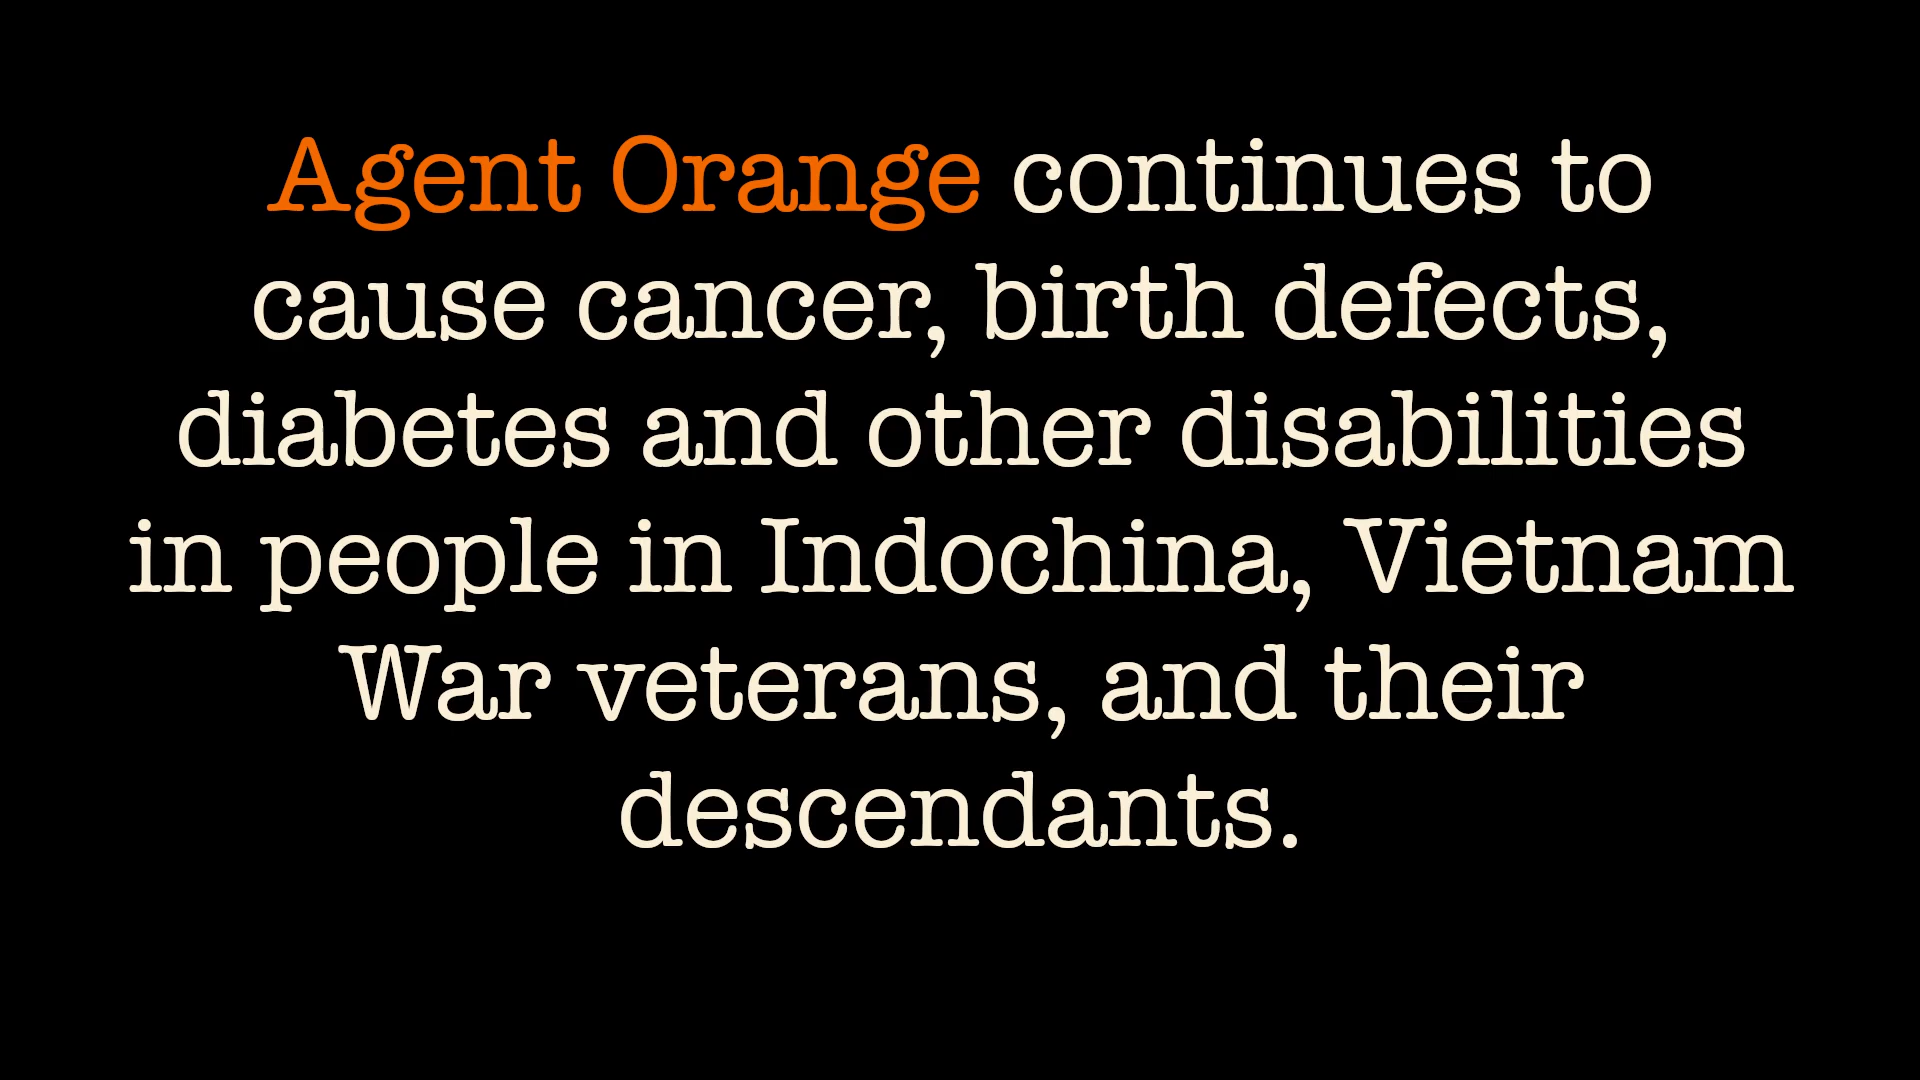 Agent Orange continues to
cause cancer, birth defects,
diabetes and other disabilities
in people in Indochina, Vietnam
War veterans, and their
descendants.